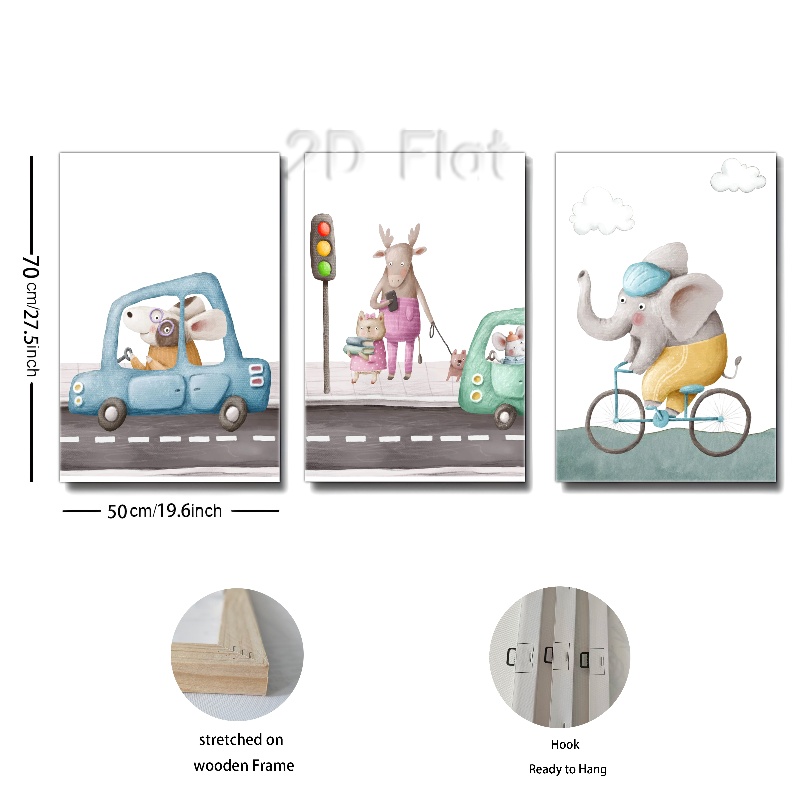 2D Flat
70 cm/27.5inch
50 cm/19.6inch
stretched on
wooden Frame
Hook
Ready to Hang